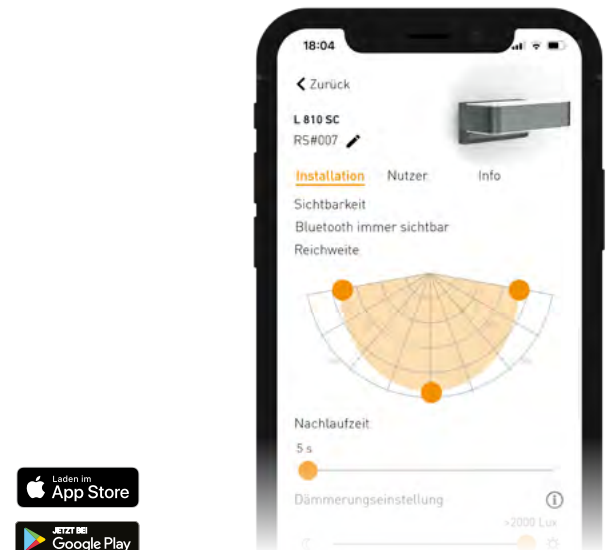 18:04
Zurück
L 810 SC
RS#007
Installation Nutzer Info
Sichtbarkeit
Bluetooth immer sichtbar
Reichweite
Nachlaufzeit
5 s
Dämmerungseinstellung
>2000 Lux
Laden im
App Store
JETZT BEI
Google Play